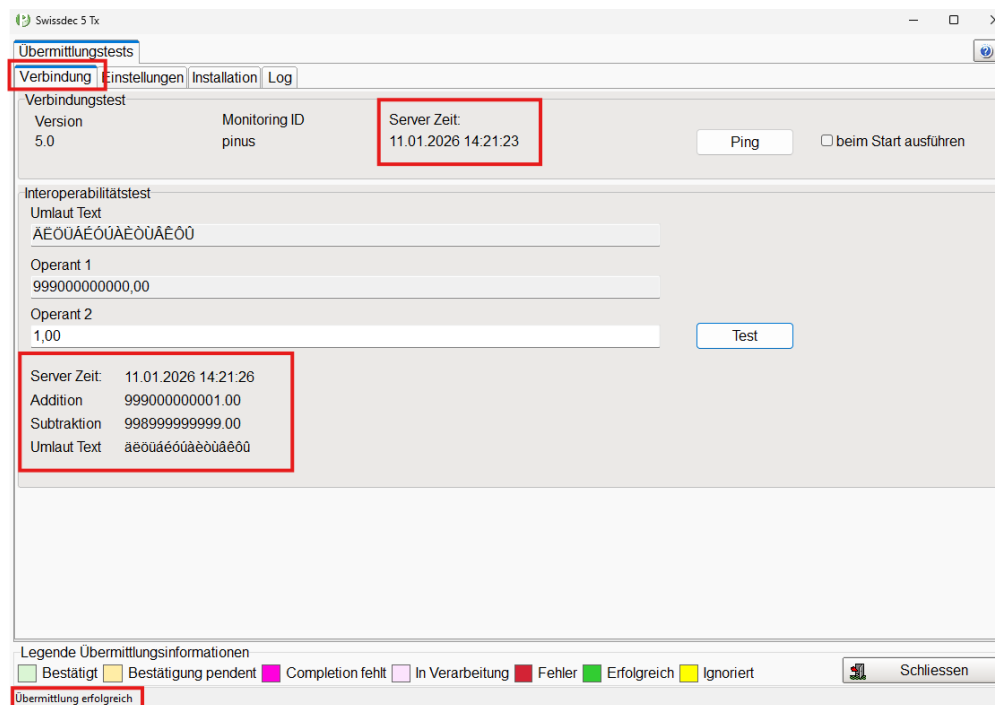 Swissdec 5 Tx
Übermittlungstests
Verbindung Einstellungen Installation Log
Verbindungstest
Version Monitoring ID Server Zeit:
5.0 pinus 11.01.2026 14:21:23 Ping beim Start ausführen
Interoperabilitätstest
Umlaut Text
ÄËÖÜÁÉÓÚÀÈÒÙÂÊÔÛ
Operant 1
999000000000,00
Operant 2
1,00 Test
Server Zeit: 11.01.2026 14:21:26
Addition 999000000001.00
Subtraktion 998999999999.00
Umlaut Text äëöüáéóúàèòùâêôû
Legende Übermittlungsinformationen
Bestätigt Bestätigung pendent Completion fehlt In Verarbeitung Fehler Erfolgreich Ignoriert Schliessen
Übermittlung erfolgreich